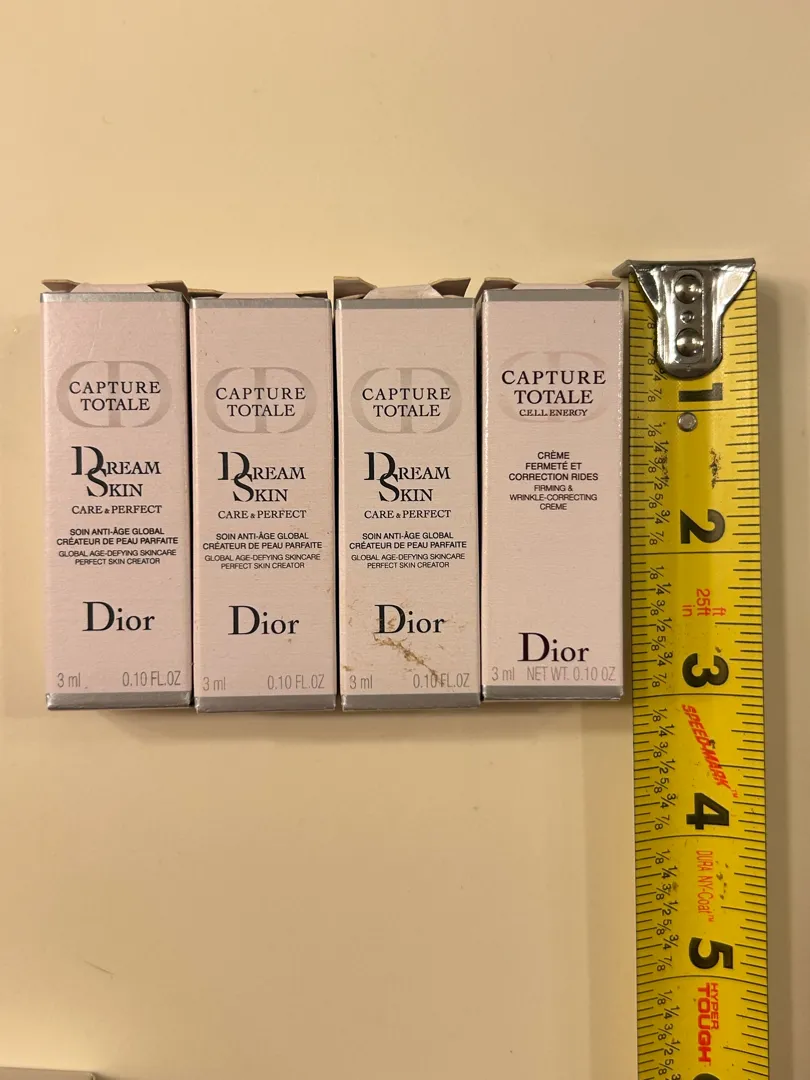 CAPTURE
TOTALE
DREAM
SKIN
CARE & PERFECT
SOIN ANTI-ÂGE GLOBAL
CRÉATEUR DE PEAU PARFAITE
GLOBAL AGE-DEFYING SKINCARE
PERFECT SKIN CREATOR
Dior
3 ml 0.10 FL.OZ
CAPTURE
TOTALE
DREAM
SKIN
CARE & PERFECT
SOIN ANTI-ÂGE GLOBAL
CRÉATEUR DE PEAU PARFAITE
GLOBAL AGE-DEFYING SKINCARE
PERFECT SKIN CREATOR
Dior
3 ml 0.10 FL.OZ
CAPTURE
TOTALE
DREAM
SKIN
CARE & PERFECT
SOIN ANTI-ÂGE GLOBAL
CRÉATEUR DE PEAU PARFAITE
GLOBAL AGE-DEFYING SKINCARE
PERFECT SKIN CREATOR
Dior
3 ml 0.10 FL.OZ
CAPTURE
TOTALE
C.E.L.L. ENERGY
CRÈME
FERMETÉ ET
CORRECTION RIDES
FIRMING &
WRINKLE-CORRECTING
CREME
Dior
3 ml NET WT. 0.10 OZ
1
2
25ft ft
in
3
SPEED-MARK™
4
DURA NY-Coat™
5
HYPER
TOUGH